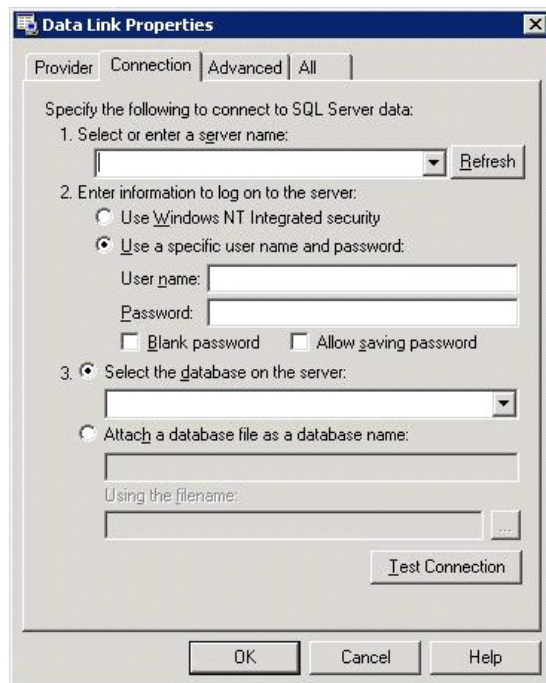 Data Link Properties
Provider Connection Advanced All
Specify the following to connect to SQL Server data:
1. Select or enter a server name:
Refresh
2. Enter information to log on to the server:
Use Windows NT Integrated security
Use a specific user name and password:
User name:
Password:
Blank password Allow saving password
3. Select the database on the server:
Attach a database file as a database name:
Using the filename:
...
Test Connection
OK Cancel Help